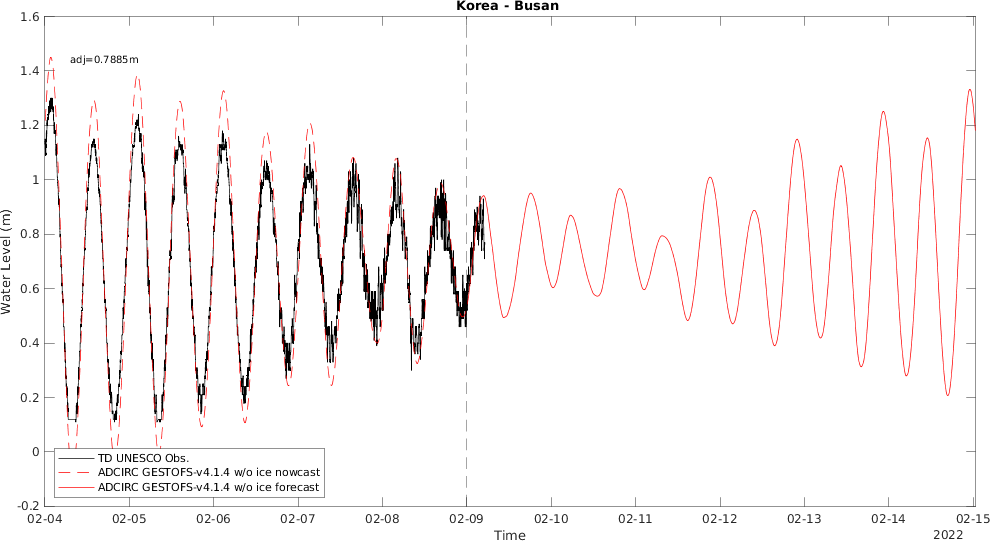 Korea - Busan
1.6
1.4
1.2
1
0.8
0.6
0.4
0.2
0
-0.2
Water Level (m)
adj=0.7885m
TD UNESCO Obs.
ADCIRC GESTOFS-v4.1.4 w/o ice nowcast
ADCIRC GESTOFS-v4.1.4 w/o ice forecast
02-04 02-05 02-06 02-07 02-08 02-09 02-10 02-11 02-12 02-13 02-14 02-15
Time
2022